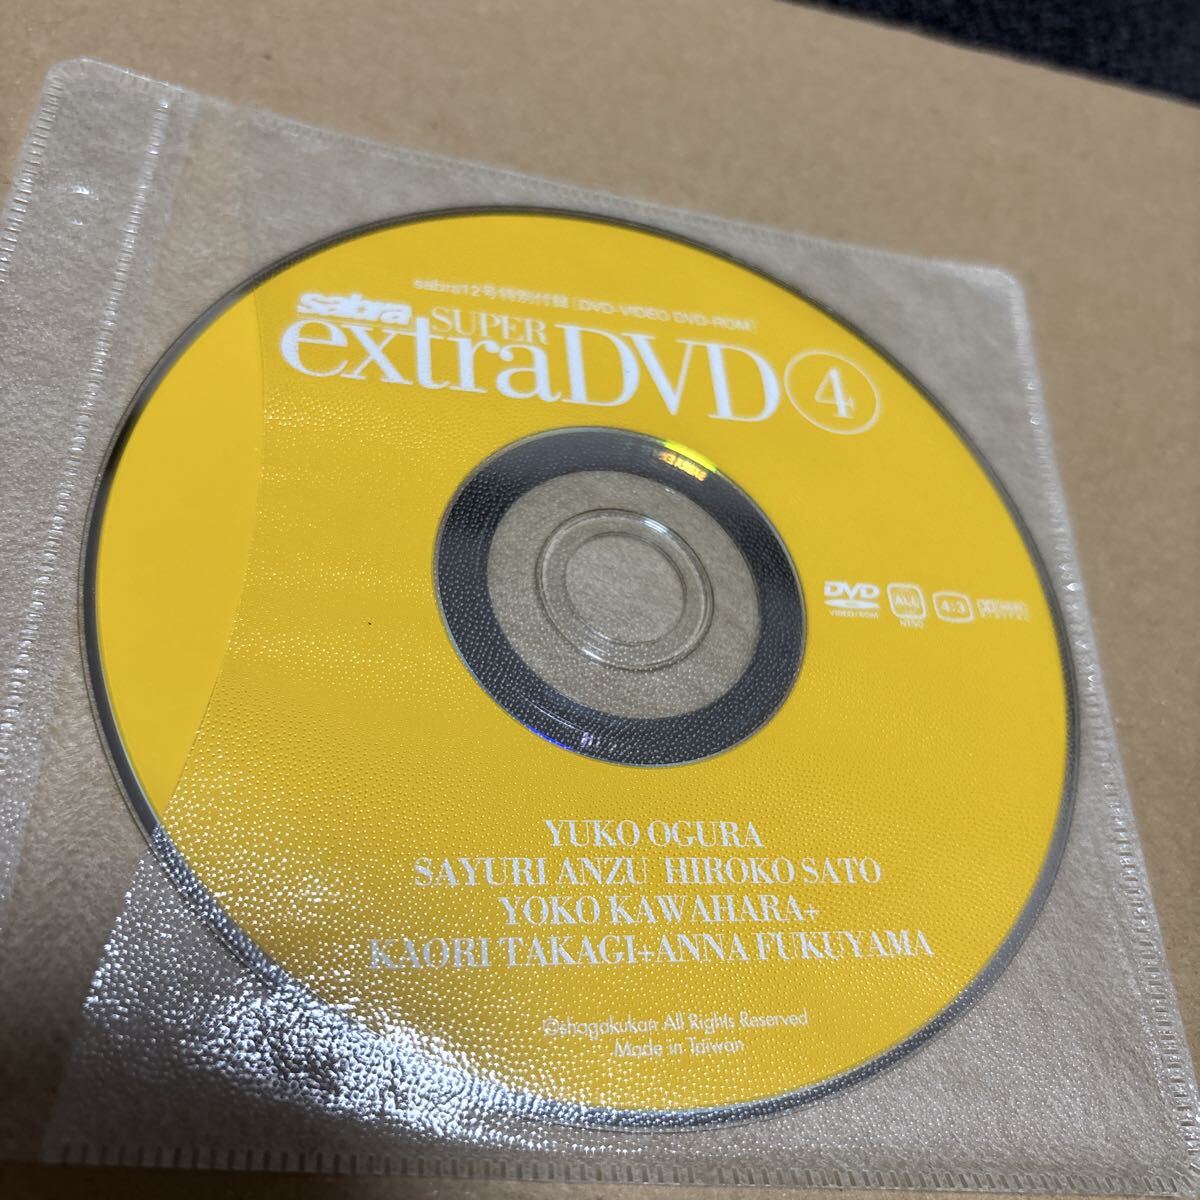 sabra12号特別付録[DVD-VIDEO DVD-ROM]
sabra
SUPER
extraDVD④
DVD
VIDEO/ROM
ALL
NTSC
4:3
YUKO OGURA
SAYURI ANZU HIROKO SATO
YOKO KAWAHARA+
KAORI TAKAGI+ANNA FUKUYAMA
©shogakukan All Rights Reserved
Made in Taiwan